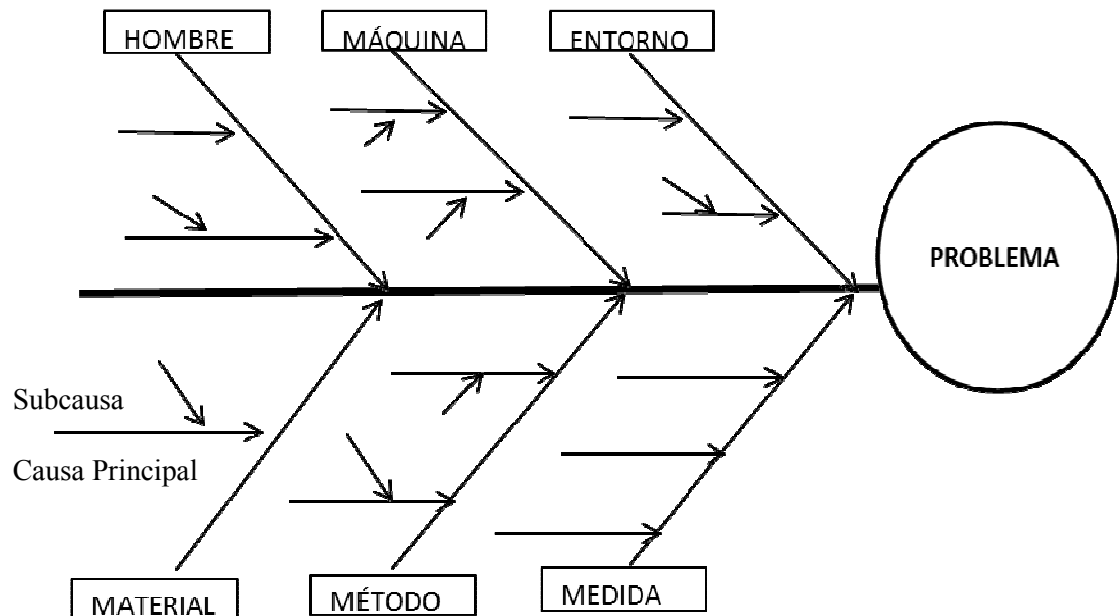 HOMBRE
MÁQUINA
ENTORNO
PROBLEMA
Subcausa
Causa Principal
MATERIAL
MÉTODO
MEDIDA